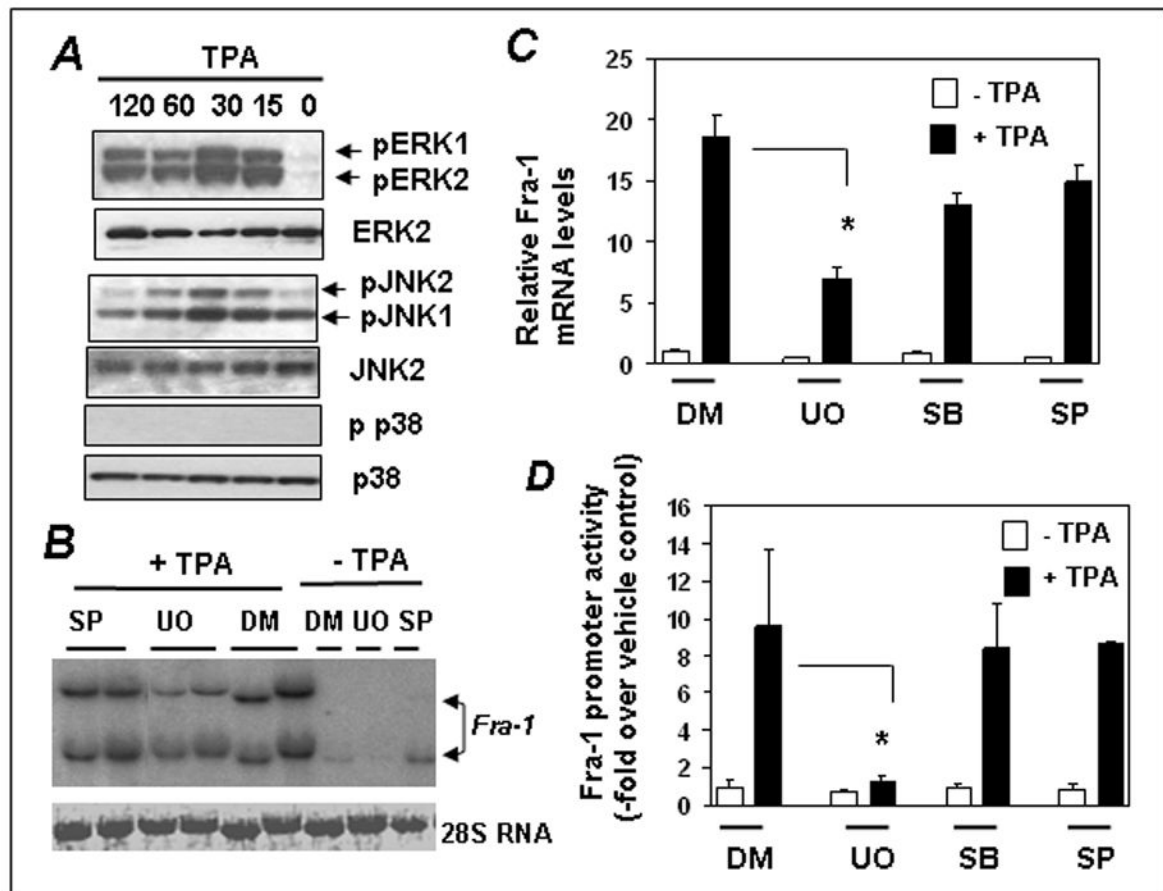 A
TPA
120 60 30 15 0
pERK1
pERK2
ERK2
pJNK2
pJNK1
JNK2
p p38
p38
B
+ TPA - TPA
SP UO DM DM UO SP
Fra-1
28S RNA
C
Relative Fra-1
mRNA levels
25
20
15
10
5
0
- TPA
+ TPA
*
DM UO SB SP
D
Fra-1 promoter activity
(-fold over vehicle control)
16
14
12
10
8
6
4
2
0
- TPA
+ TPA
*
DM UO SB SP